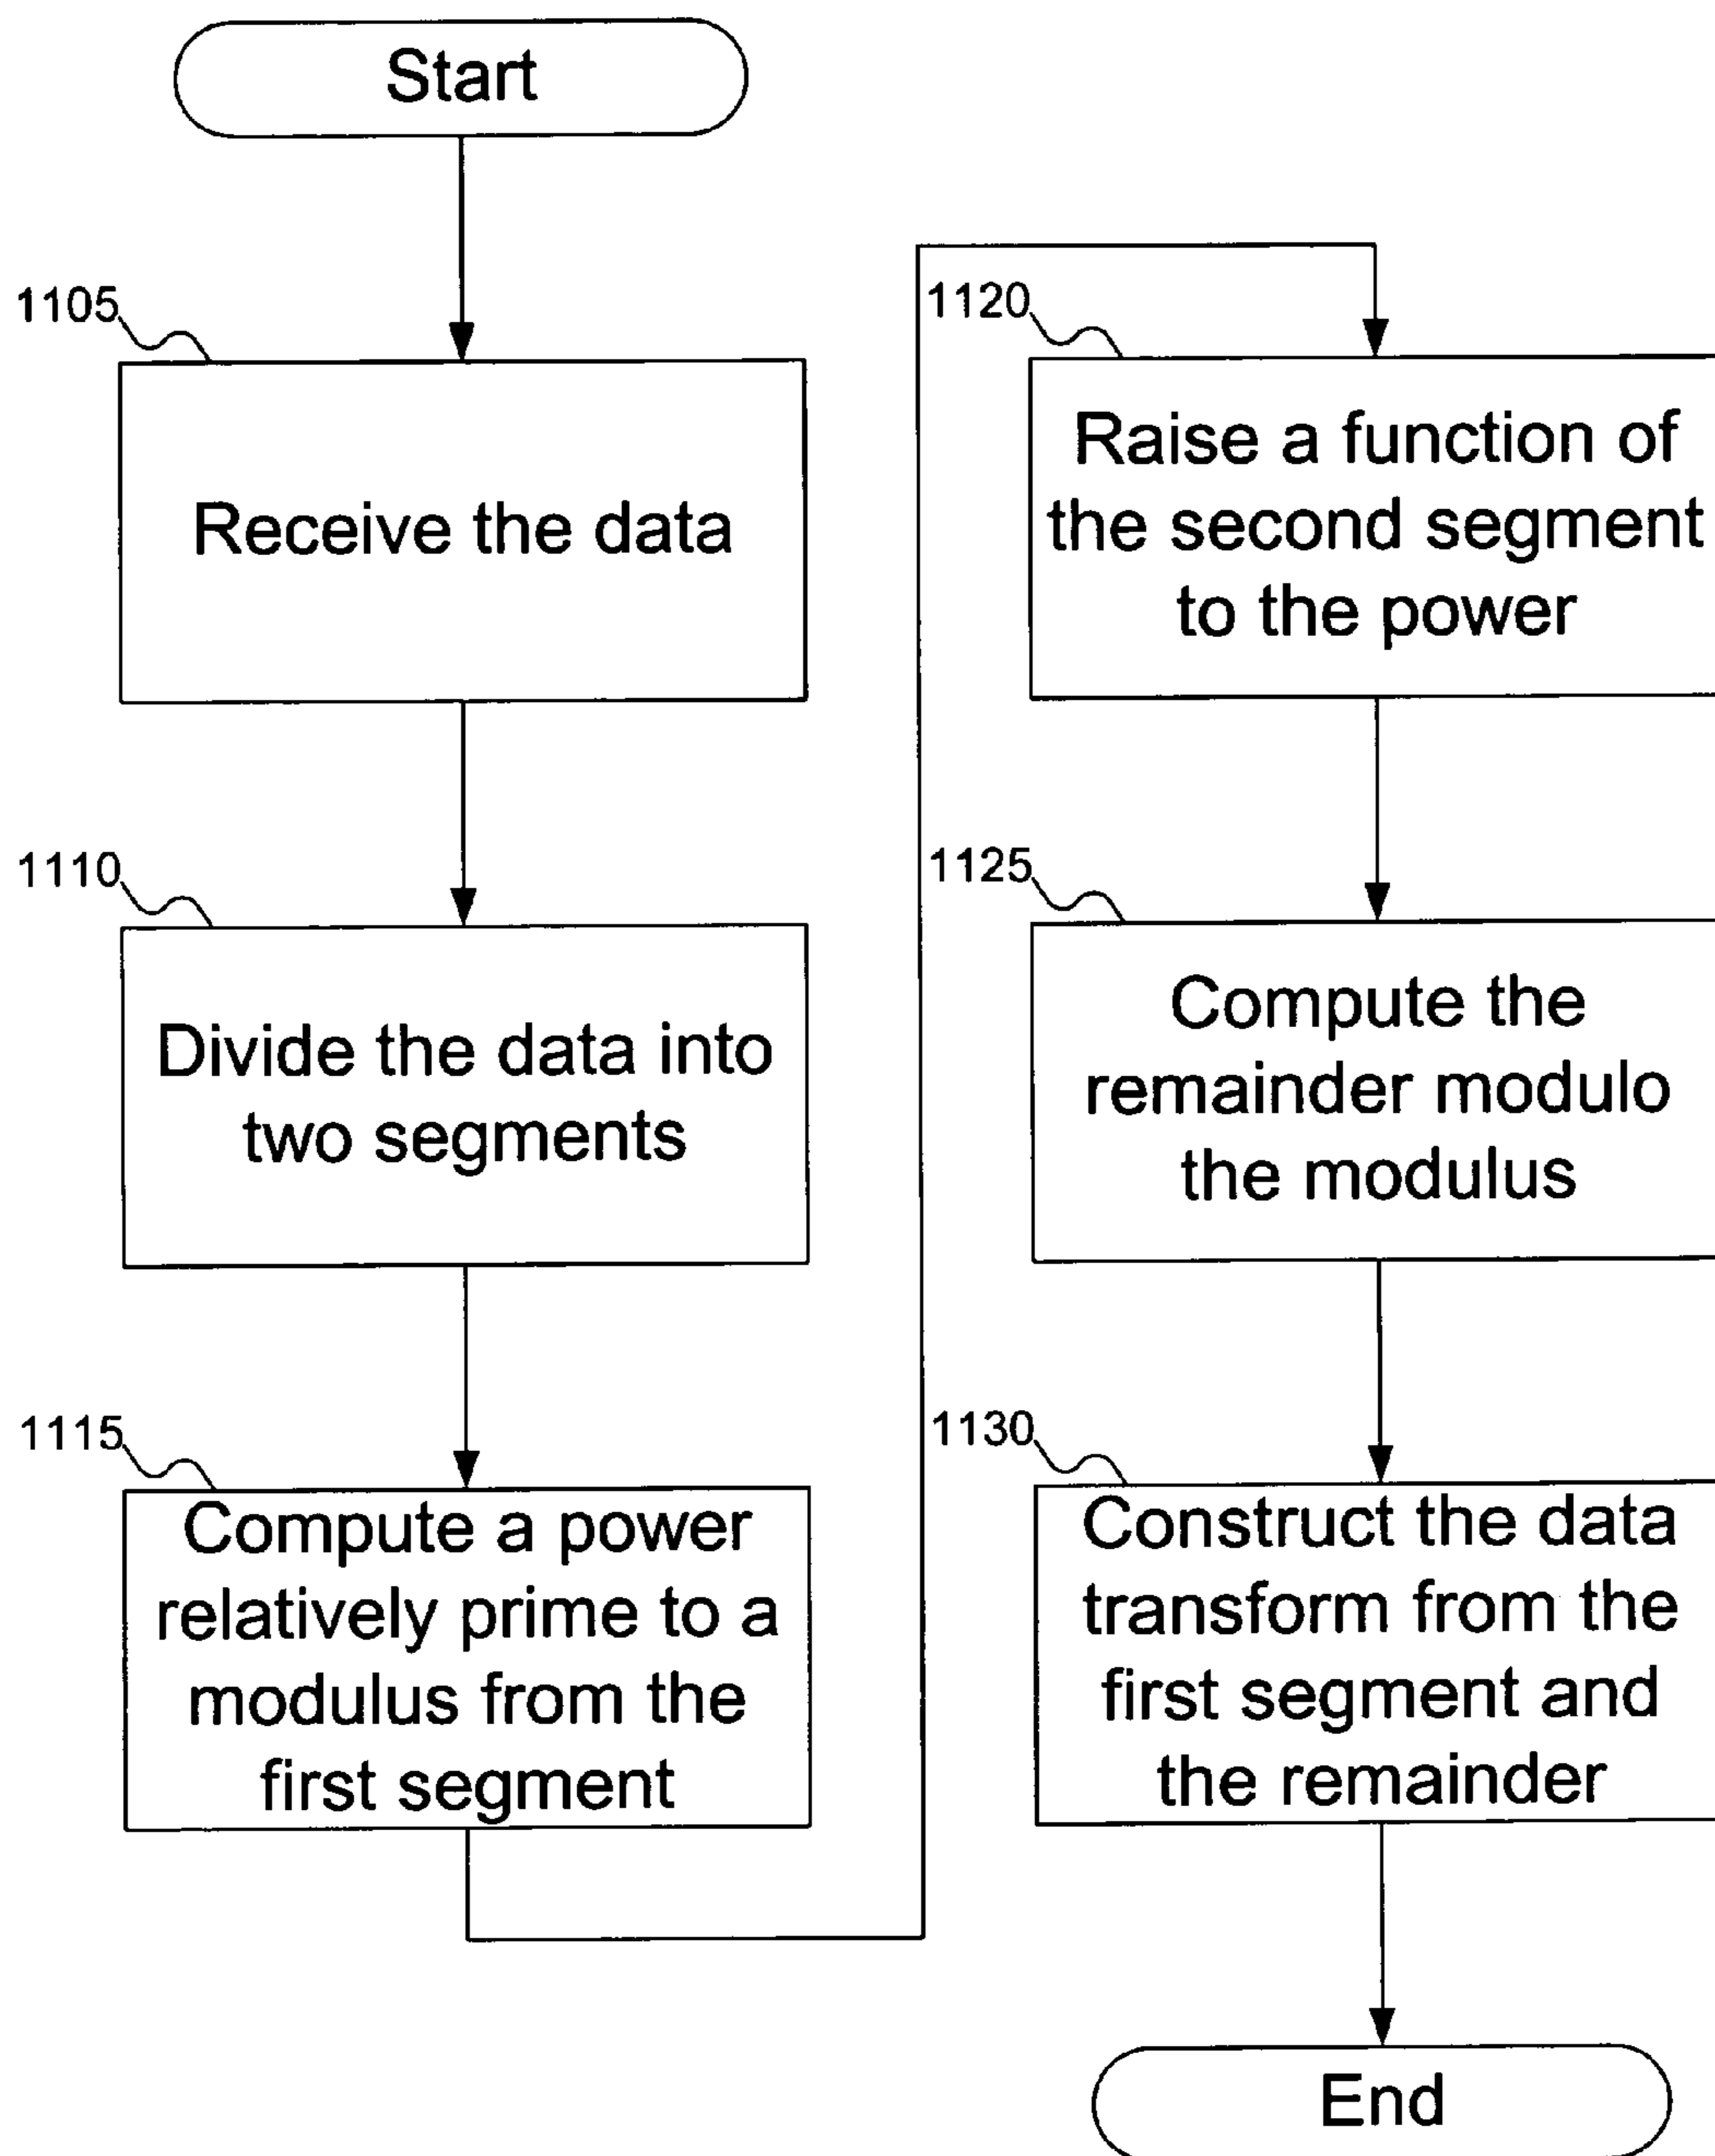 Start
1105
Receive the data
1110
Divide the data into
two segments
1115
Compute a power
relatively prime to a
modulus from the
first segment
1120
Raise a function of
the second segment
to the power
1125
Compute the
remainder modulo
the modulus
1130
Construct the data
transform from the
first segment and
the remainder
End